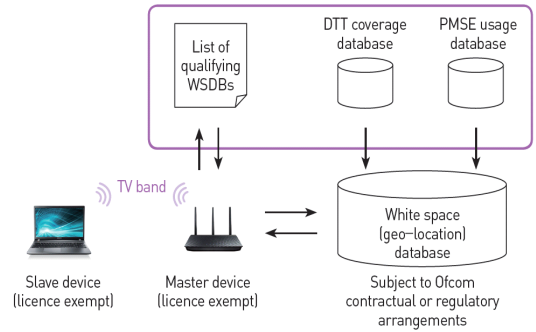 List of
qualifying
WSDBs
DTT coverage
database
PMSE usage
database
TV band
White space
(geo–location)
database
Slave device
(licence exempt)
Master device
(licence exempt)
Subject to Ofcom
contractual or regulatory
arrangements